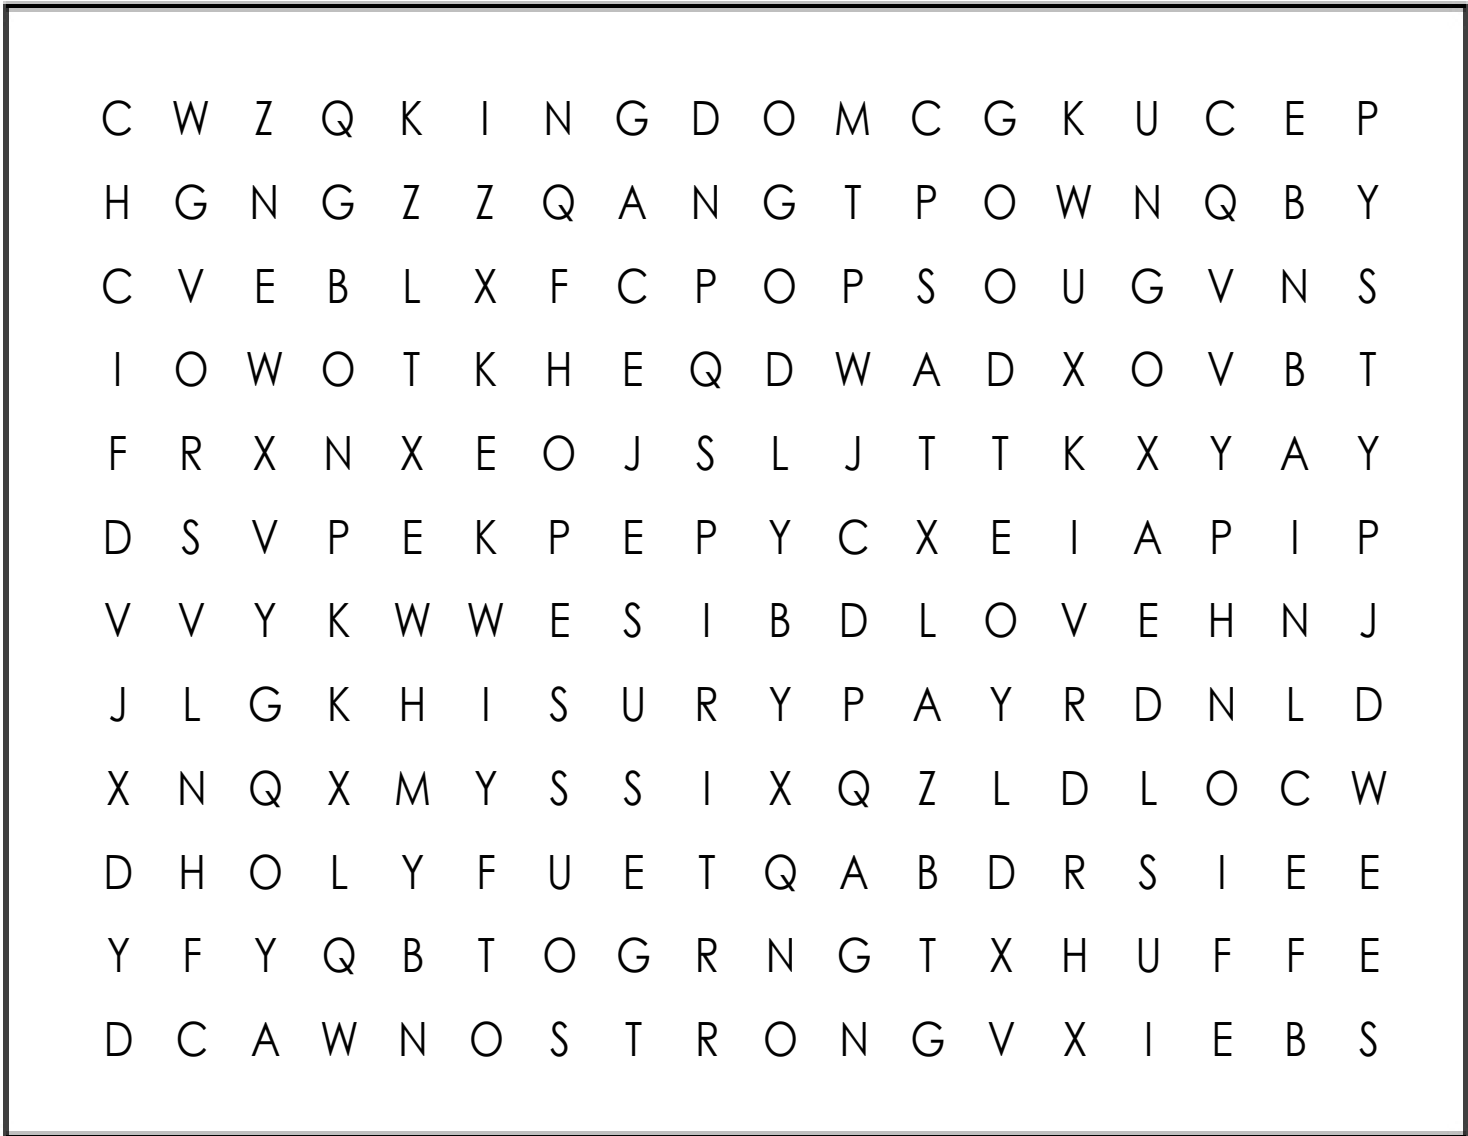 C W Z Q K I N G D O M C G K U C E P
H G N G Z Z Q A N G T P O W N Q B Y
C V E B L X F C P O P S O U G V N S
I O W O T K H E Q D W A D X O V B T
F R X N X E O J S L J T T K X Y A Y
D S V P E K P E P Y C X E I A P I P
V V Y K W W E S I B D L O V E H N J
J L G K H I S U R Y P A Y R D N L D
X N Q X M Y S S I X Q Z L D L O C W
D H O L Y F U E T Q A B D R S I E E
Y F Y Q B T O G R N G T X H U F F E
D C A W N O S T R O N G V X I E B S